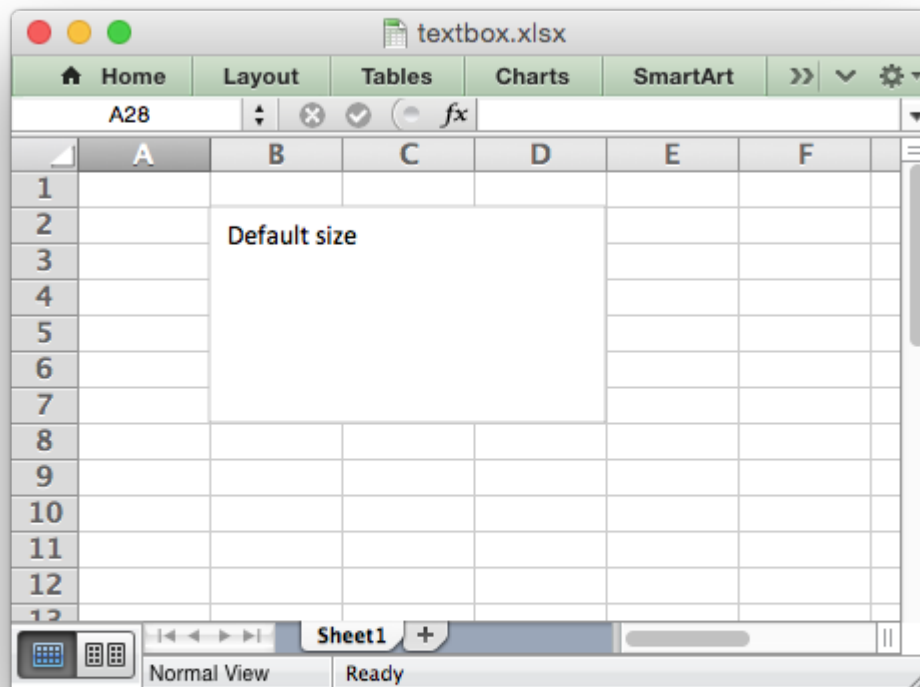 textbox.xlsx
Home Layout Tables Charts SmartArt
A28 fx
A B C D E F
1
2
Default size
3
4
5
6
7
8
9
10
11
12
13
Sheet1 +
Normal View Ready